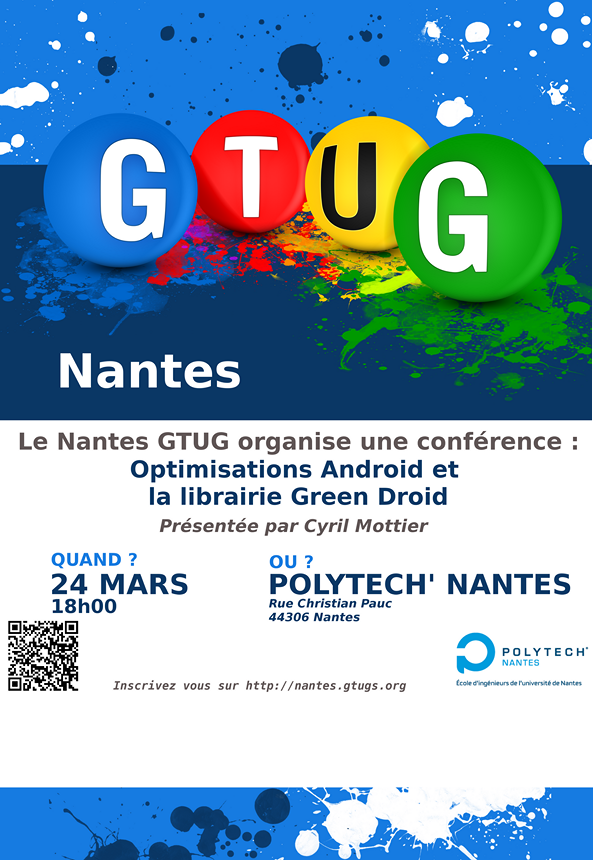 GTUG
Nantes
Le Nantes GTUG organise une conférence :
Optimisations Android et
la librairie Green Droid
Présentée par Cyril Mottier
QUAND ?
24 MARS
18h00
OU ?
POLYTECH' NANTES
Rue Christian Pauc
44306 Nantes
POLYTECH'
NANTES
École d'ingénieurs de l'université de Nantes
Inscrivez vous sur http://nantes.gtugs.org